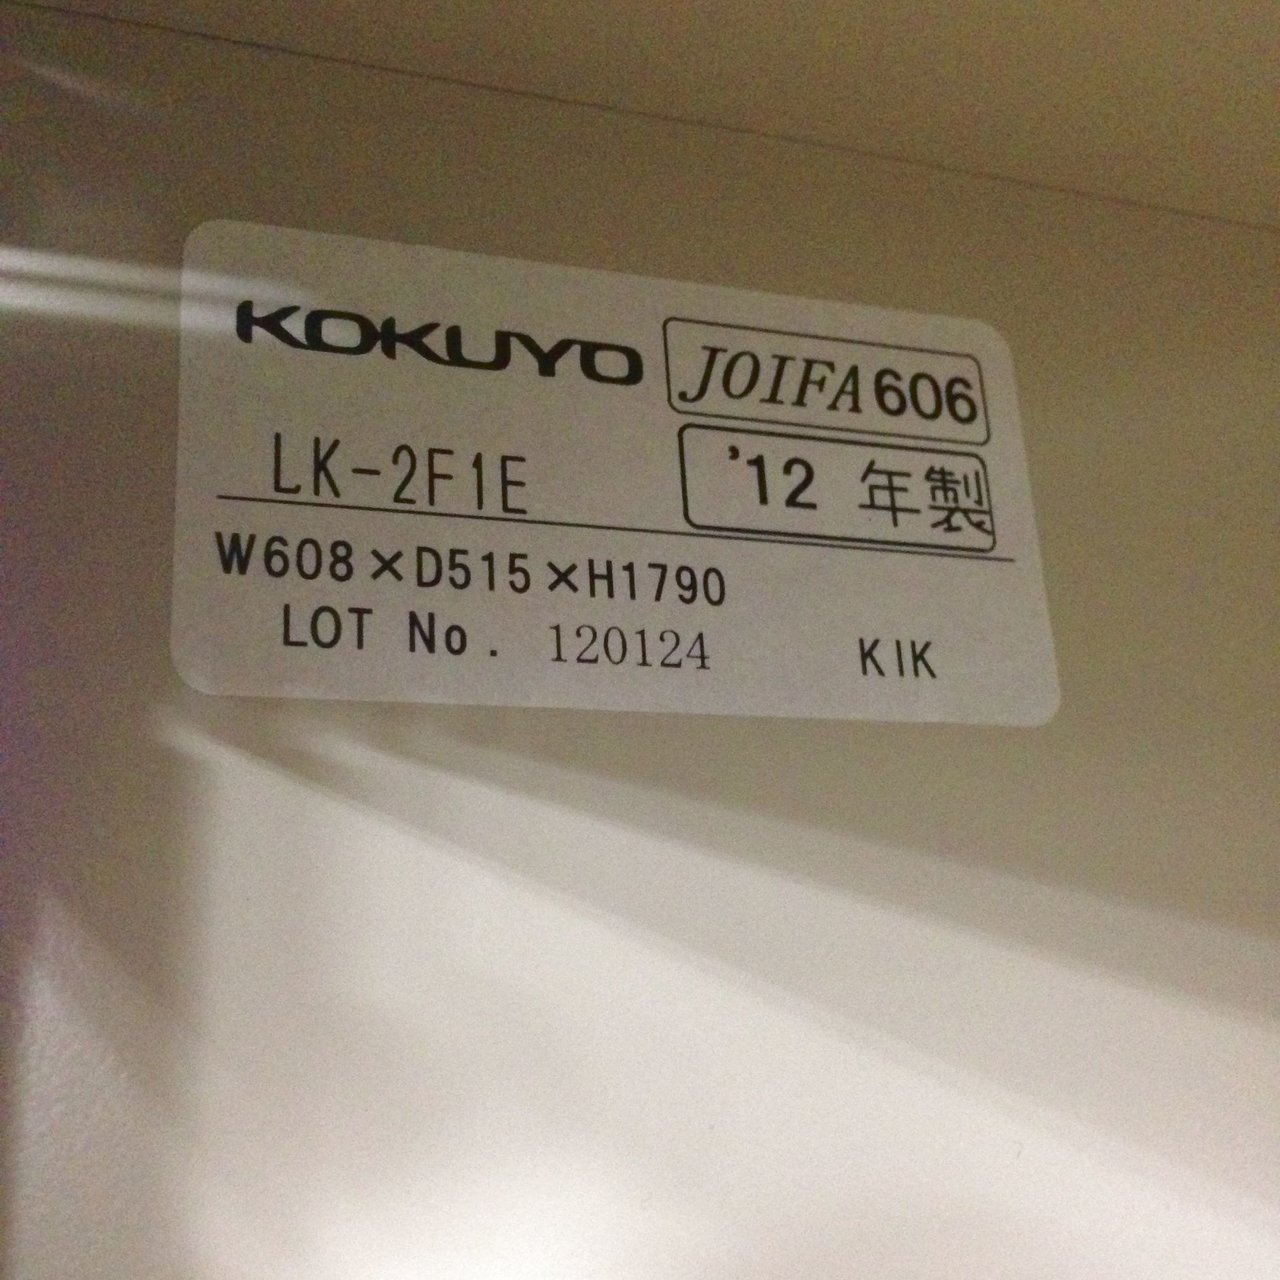 KOKUYO JOIFA606
LK-2F1E '12 年製
W608×D515×H1790
LOT No. 120124 KIK